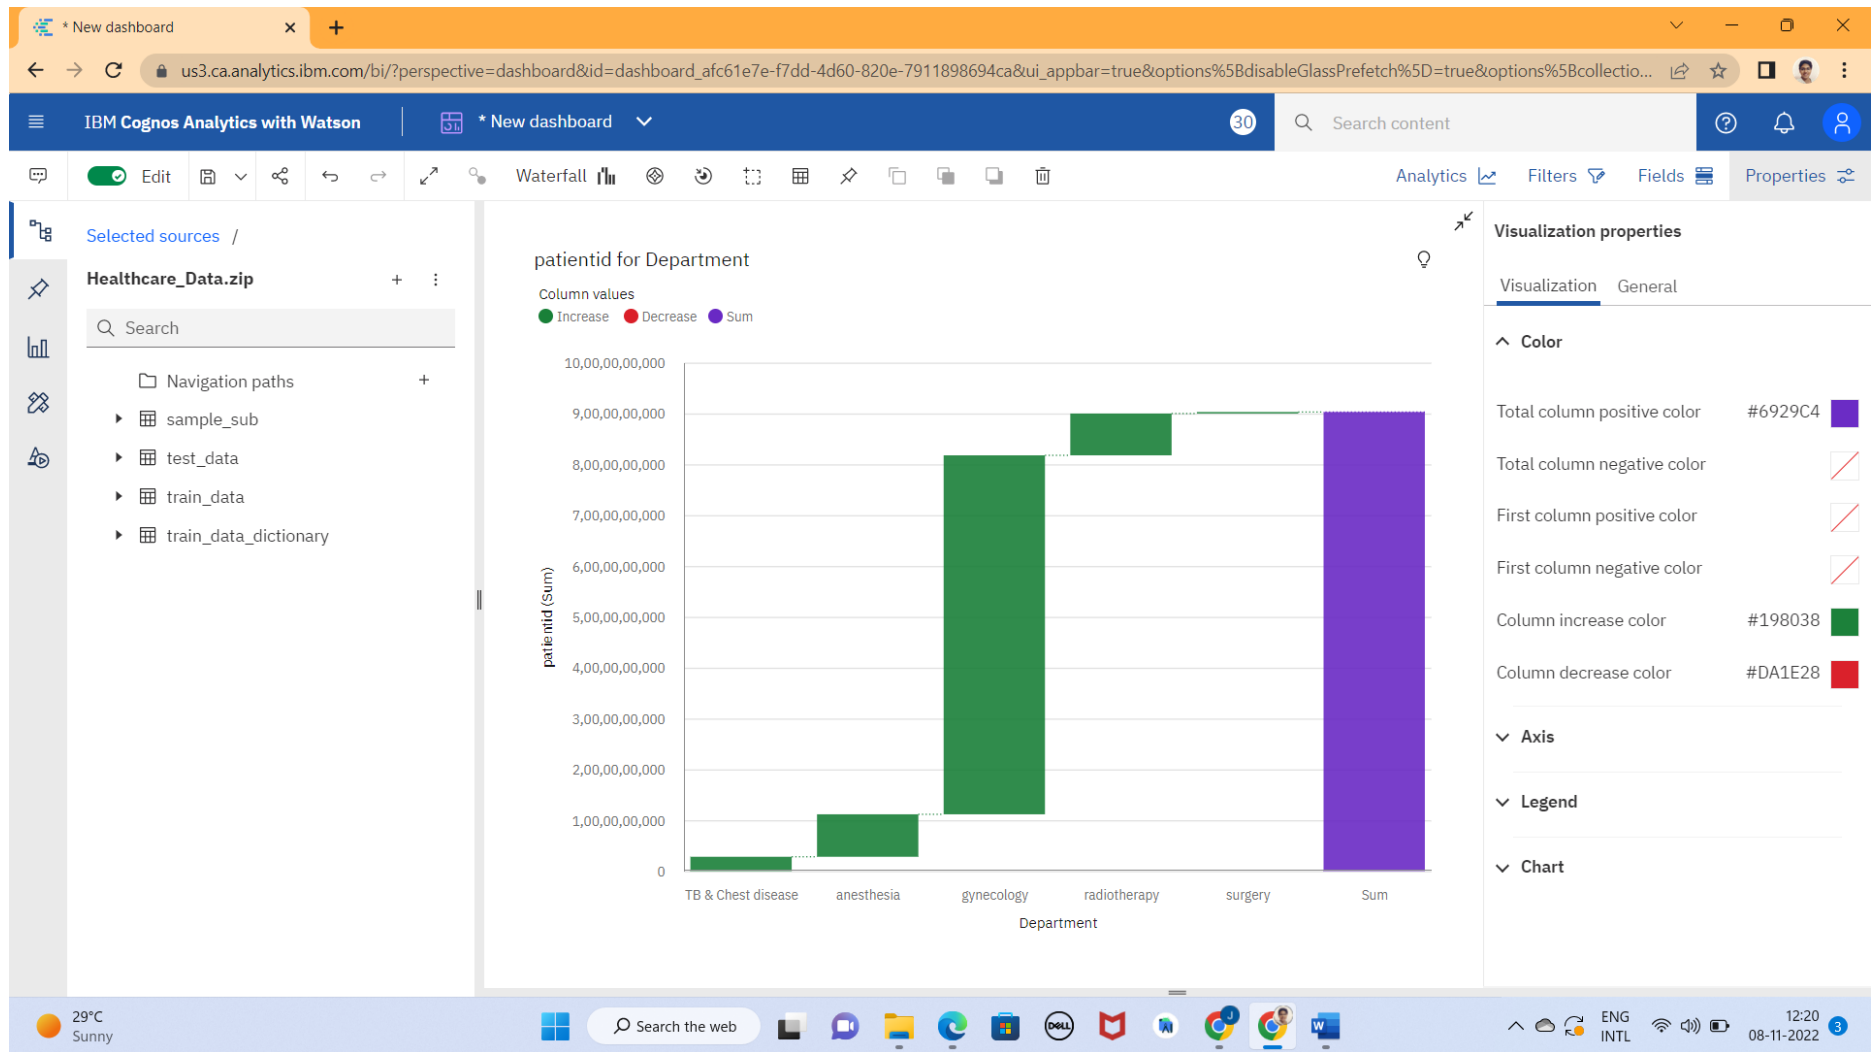 * New dashboard
us3.ca.analytics.ibm.com/bi/?perspective=dashboard&id=dashboard_afc61e7e-f7dd-4d60-820e-7911898694ca&ui_appbar=true&options%5BdisableGlassPrefetch%5D=true&options%5Bcollectio...
IBM Cognos Analytics with Watson
* New dashboard
30
Search content
Edit
Waterfall
Analytics
Filters
Fields
Properties
Selected sources /
Healthcare_Data.zip
Search
Navigation paths
sample_sub
test_data
train_data
train_data_dictionary
patientid for Department
Column values
Increase Decrease Sum
10,00,00,00,000
9,00,00,00,000
8,00,00,00,000
7,00,00,00,000
6,00,00,00,000
5,00,00,00,000
4,00,00,00,000
3,00,00,00,000
2,00,00,00,000
1,00,00,00,000
0
patientid (Sum)
TB & Chest disease anesthesia gynecology radiotherapy surgery Sum
Department
Visualization properties
Visualization General
Color
Total column positive color #6929C4
Total column negative color
First column positive color
First column negative color
Column increase color #198038
Column decrease color #DA1E28
Axis
Legend
Chart
29°C
Sunny
Search the web
DELL
J
W
ENG
INTL
12:20
08-11-2022
3